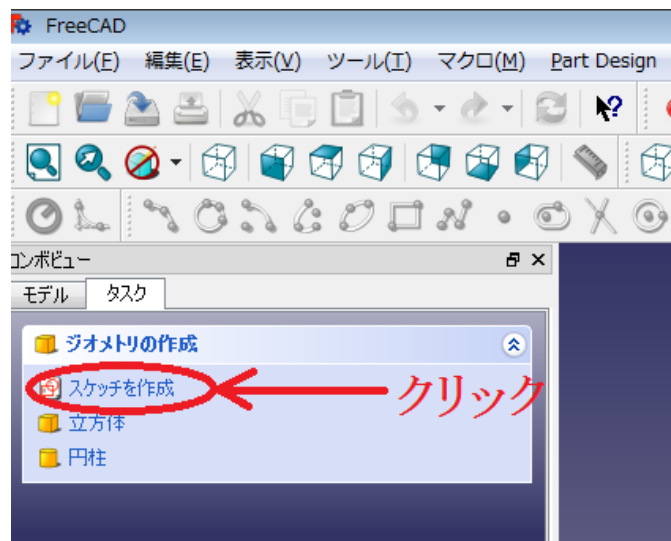 FreeCAD
ファイル(F) 編集(E) 表示(V) ツール(T) マクロ(M) Part Design
コンボビュー
モデル タスク
ジオメトリの作成
スケッチを作成 クリック
立方体
円柱